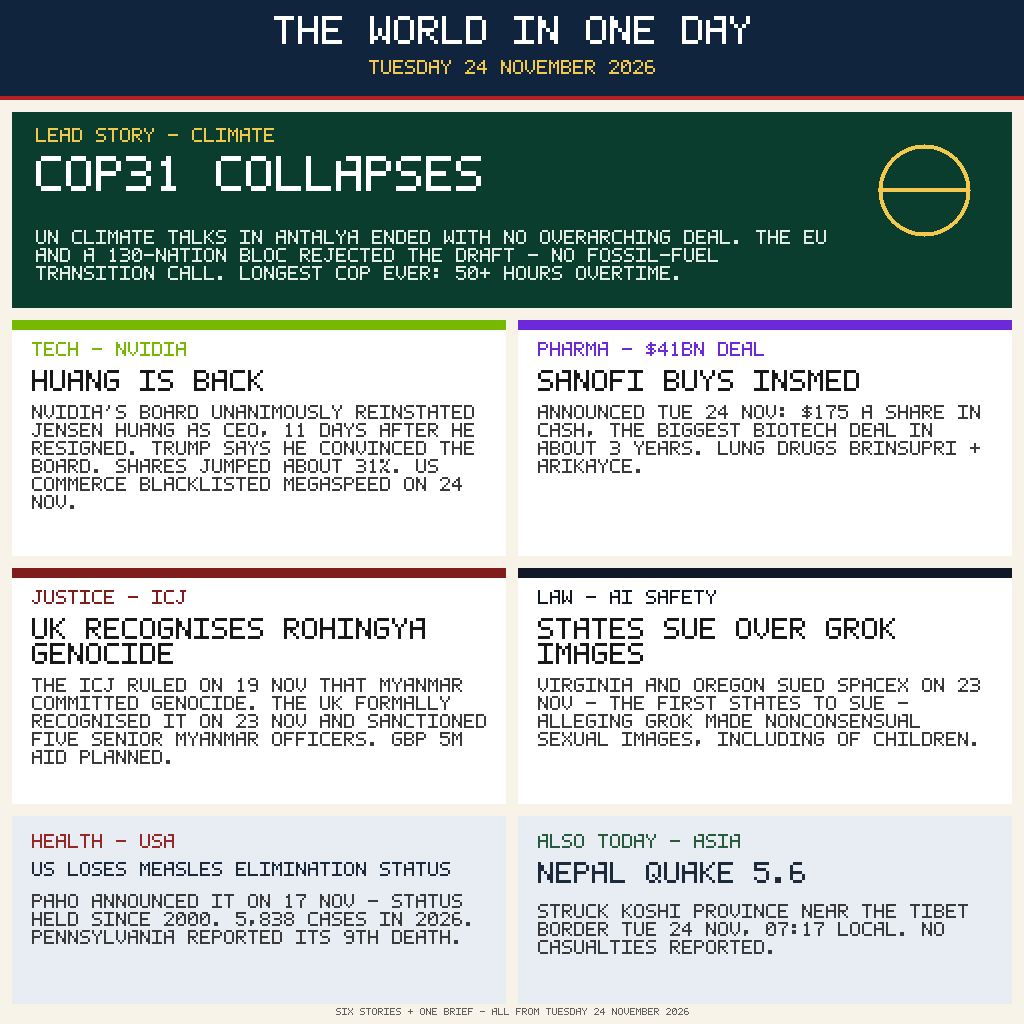 THE WORLD IN ONE DAY
TUESDAY 24 NOVEMBER 2026
LEAD STORY - CLIMATE
COP31 COLLAPSES
UN CLIMATE TALKS IN ANTALYA ENDED WITH NO OVERARCHING DEAL. THE EU
AND A 130-NATION BLOC REJECTED THE DRAFT - NO FOSSIL-FUEL
TRANSITION CALL. LONGEST COP EVER: 50+ HOURS OVERTIME.
TECH - NVIDIA
HUANG IS BACK
NVIDIA'S BOARD UNANIMOUSLY REINSTATED
JENSEN HUANG AS CEO, 11 DAYS AFTER HE
RESIGNED. TRUMP SAYS HE CONVINCED THE
BOARD. SHARES JUMPED ABOUT 31%. US
COMMERCE BLACKLISTED MEGASPEED ON 24
NOV.
PHARMA - $41BN DEAL
SANOFI BUYS INSMED
ANNOUNCED TUE 24 NOV: $175 A SHARE IN
CASH, THE BIGGEST BIOTECH DEAL IN
ABOUT 3 YEARS. LUNG DRUGS BRINSUPRI +
ARIKAYCE.
JUSTICE - ICJ
UK RECOGNISES ROHINGYA
GENOCIDE
THE ICJ RULED ON 19 NOV THAT MYANMAR
COMMITTED GENOCIDE. THE UK FORMALLY
RECOGNISED IT ON 23 NOV AND SANCTIONED
FIVE SENIOR MYANMAR OFFICERS. GBP 5M
AID PLANNED.
LAW - AI SAFETY
STATES SUE OVER GROK
IMAGES
VIRGINIA AND OREGON SUED SPACEX ON 23
NOV - THE FIRST STATES TO SUE -
ALLEGING GROK MADE NONCONSENSUAL
SEXUAL IMAGES, INCLUDING OF CHILDREN.
HEALTH - USA
US LOSES MEASLES ELIMINATION STATUS
PAHO ANNOUNCED IT ON 17 NOV - STATUS
HELD SINCE 2000. 5,838 CASES IN 2026.
PENNSYLVANIA REPORTED ITS 9TH DEATH.
ALSO TODAY - ASIA
NEPAL QUAKE 5.6
STRUCK KOSHI PROVINCE NEAR THE TIBET
BORDER TUE 24 NOV, 07:17 LOCAL. NO
CASUALTIES REPORTED.
SIX STORIES + ONE BRIEF - ALL FROM TUESDAY 24 NOVEMBER 2026